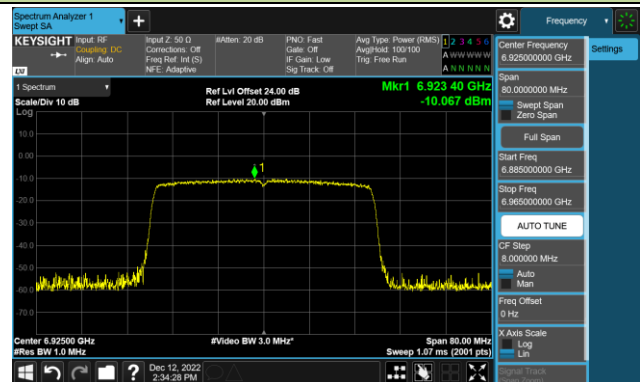 Spectrum Analyzer 1
Swept SA
Frequency
KEYSIGHT
Input: RF
Coupling: DC
Align: Auto
Input Z: 50 Ω
Corrections: Off
Freq Ref: Int (S)
NFE: Adaptive
#Atten: 20 dB
PNO: Fast
Gate: Off
IF Gain: Low
Sig Track: Off
Avg Type: Power (RMS)
Avg|Hold: 100/100
Trig: Free Run
1 2 3 4 5 6
A W W W W W
A N N N N N
LXI
1 Spectrum
Scale/Div 10 dB
Log
Ref Lvl Offset 24.00 dB
Ref Level 20.00 dBm
Mkr1 6.923 40 GHz
-10.067 dBm
1
10.0
0.00
-10.0
-20.0
-30.0
-40.0
-50.0
-60.0
-70.0
Center 6.92500 GHz
#Res BW 1.0 MHz
#Video BW 3.0 MHz*
Span 80.00 MHz
Sweep 1.07 ms (2001 pts)
Dec 12, 2022
2:34:28 PM
?
Center Frequency
6.925000000 GHz
Span
80.0000000 MHz
Swept Span
Zero Span
Full Span
Start Freq
6.885000000 GHz
Stop Freq
6.965000000 GHz
AUTO TUNE
CF Step
8.000000 MHz
Auto
Man
Freq Offset
0 Hz
X Axis Scale
Log
Lin
Signal Track
(Span Zoom)
Settings